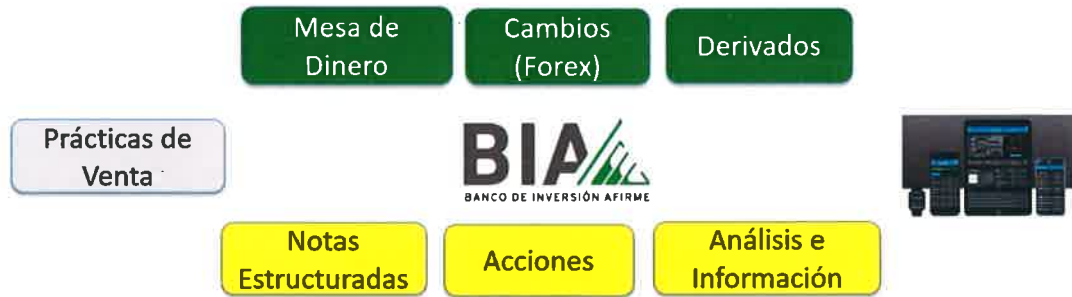 Mesa de
Dinero
Cambios
(Forex)
Derivados
Prácticas de
Venta
BIA
BANCO DE INVERSIÓN AFIRME
Notas
Estructuradas
Acciones
Análisis e
Información